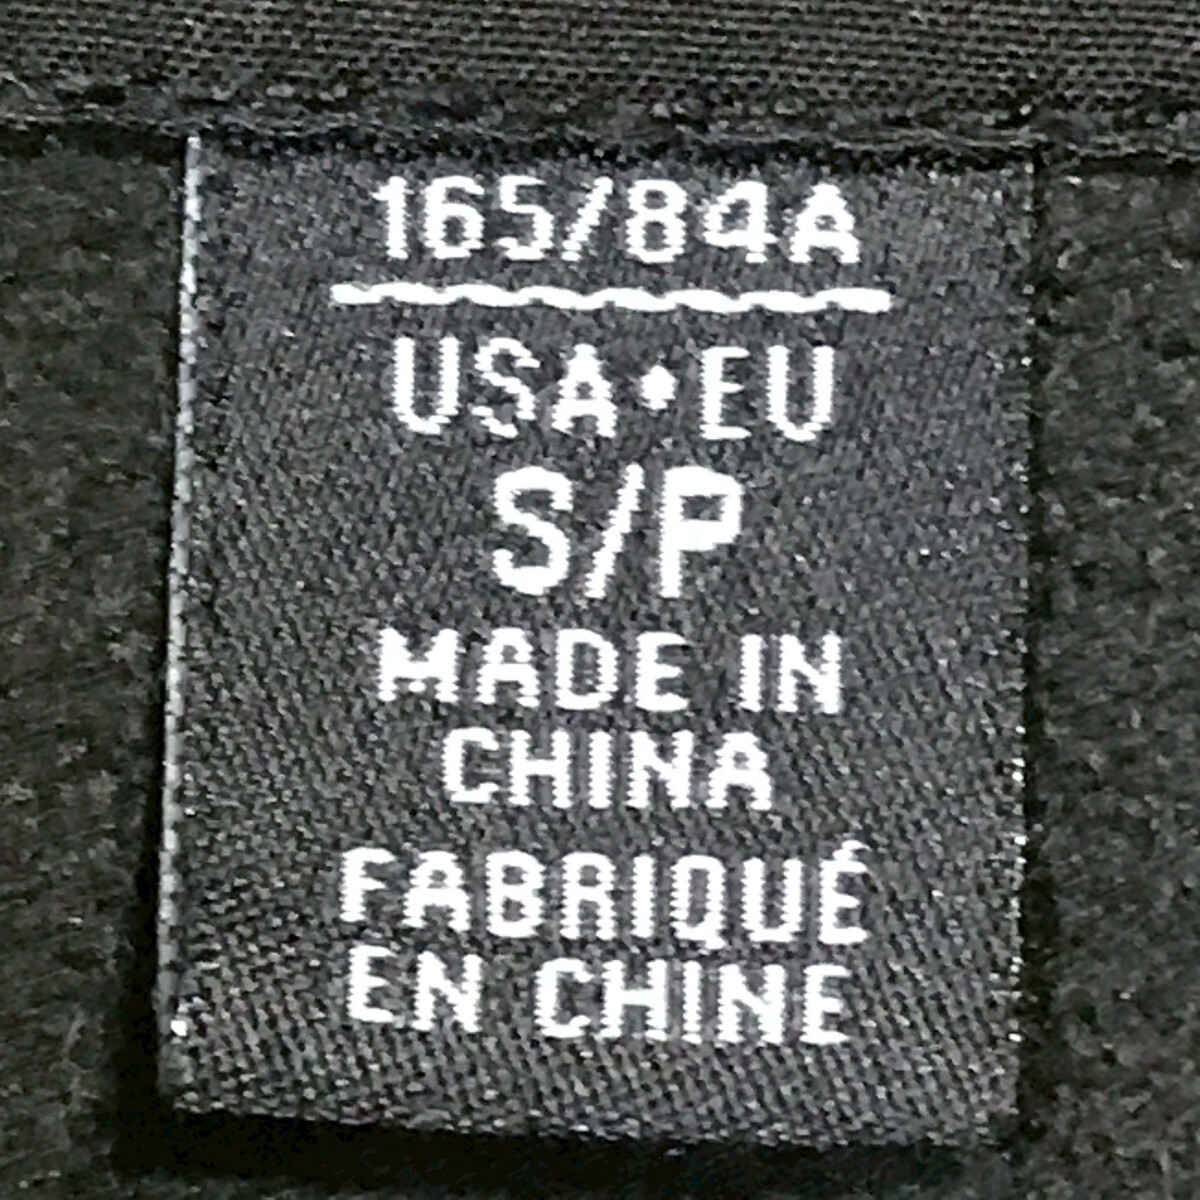 165/84A
USA•EU
S/P
MADE IN
CHINA
FABRIQUÉ
EN CHINE